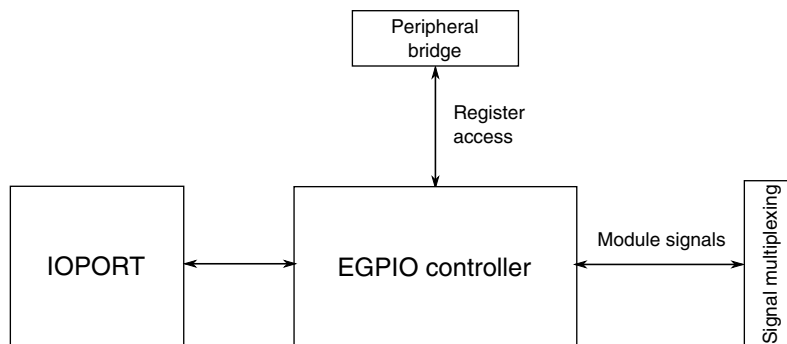 Peripheral
bridge
Register
access
IOPORT
EGPIO controller
Module signals
Signal multiplexing